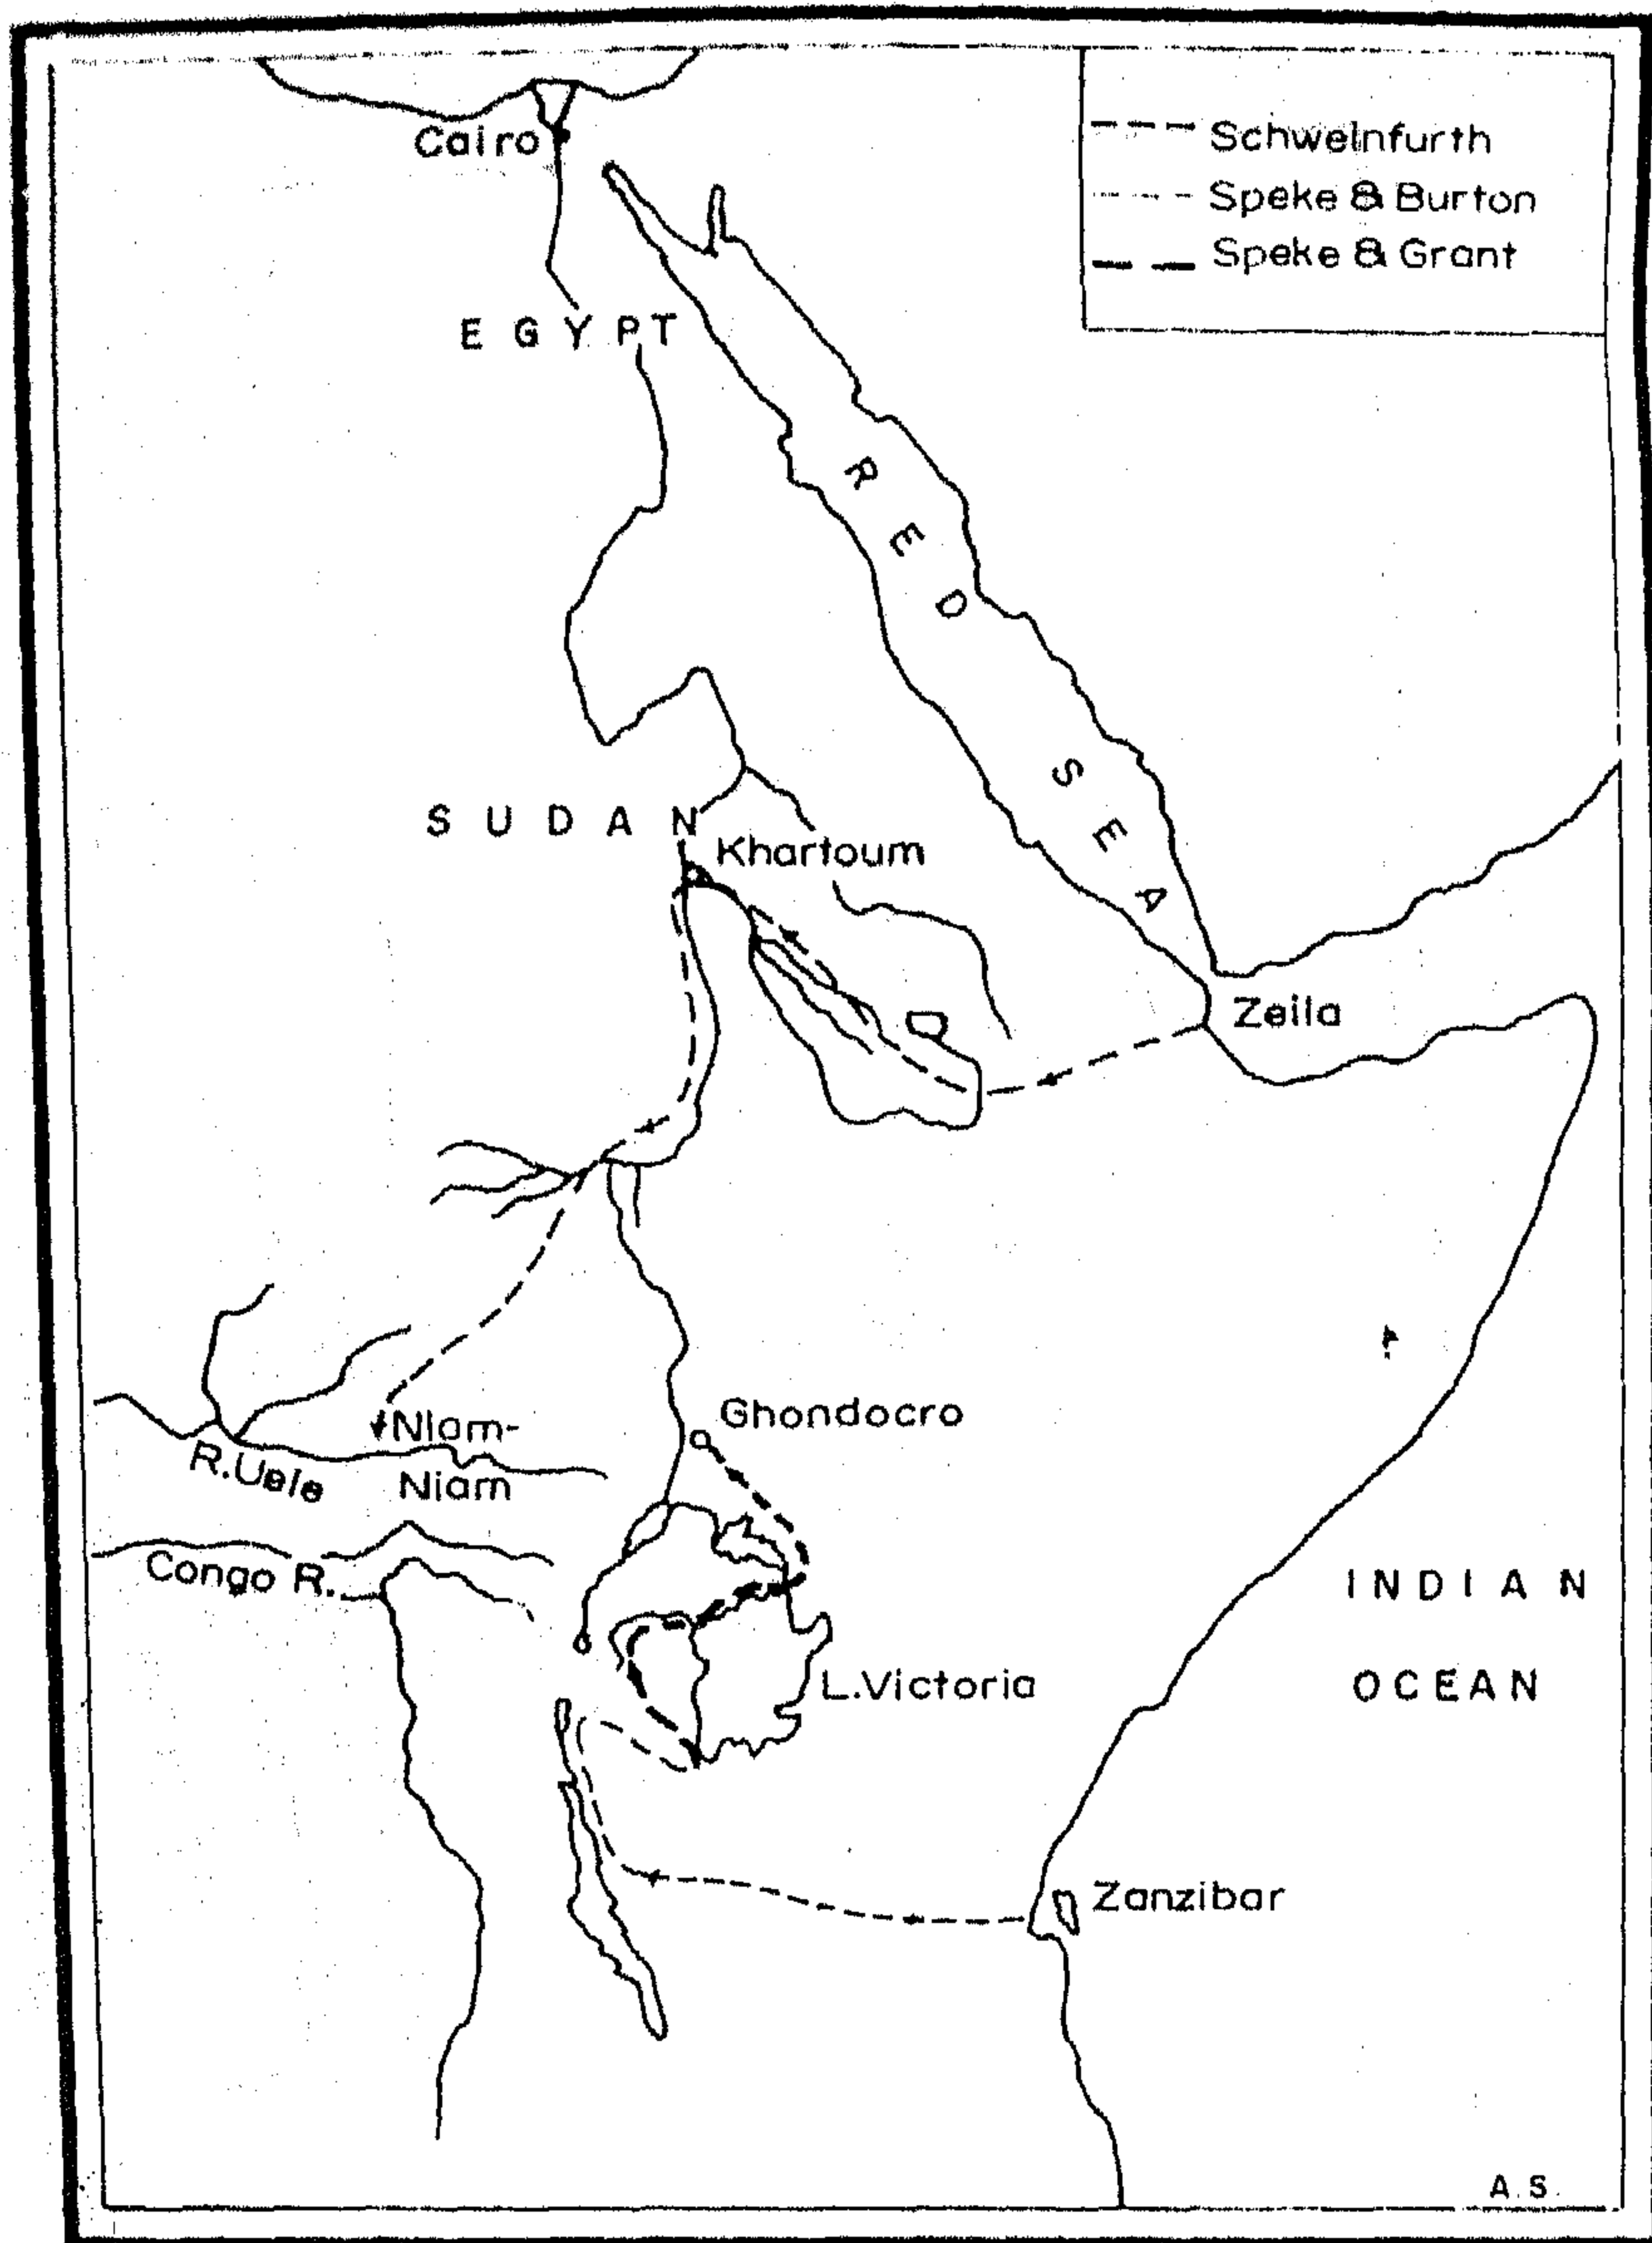 Schweinfurth
Speke & Burton
Speke & Grant
Cairo
EGYPT
RED SEA
SUDAN
Khartoum
Zeila
Ghondocro
Niam-
Niam
R.Uele
Congo R.
INDIAN
OCEAN
L.Victoria
Zanzibar
A.S.